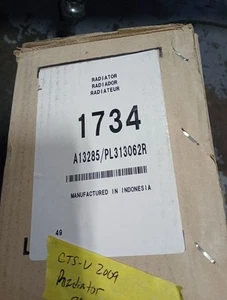 RADIATOR
RADIADOR
RADIATEUR
1734
A13285/PL313062R
MANUFACTURED IN INDONESIA
49
CTS-V 2009
Radiator